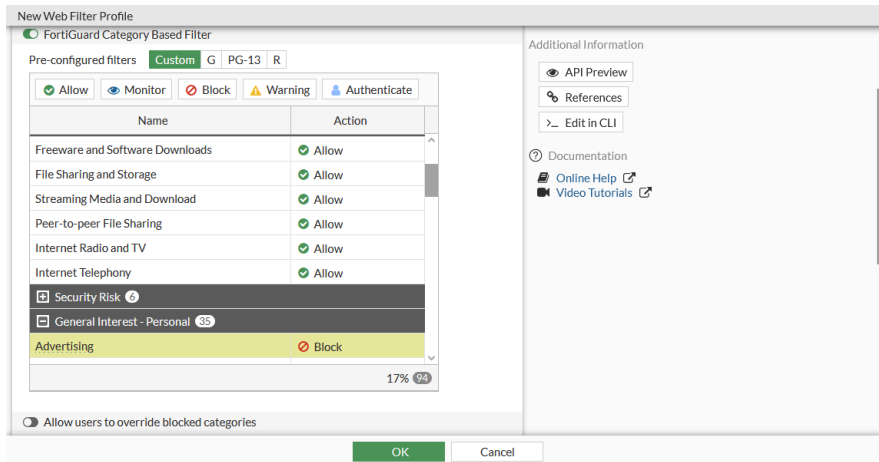 New Web Filter Profile
FortiGuard Category Based Filter
Pre-configured filters Custom G PG-13 R
Allow Monitor Block Warning Authenticate
Name Action
Freeware and Software Downloads Allow
File Sharing and Storage Allow
Streaming Media and Download Allow
Peer-to-peer File Sharing Allow
Internet Radio and TV Allow
Internet Telephony Allow
Security Risk 6
General Interest - Personal 35
Advertising Block
17% 94
Allow users to override blocked categories
Additional Information
API Preview
References
>_ Edit in CLI
Documentation
Online Help
Video Tutorials
OK Cancel